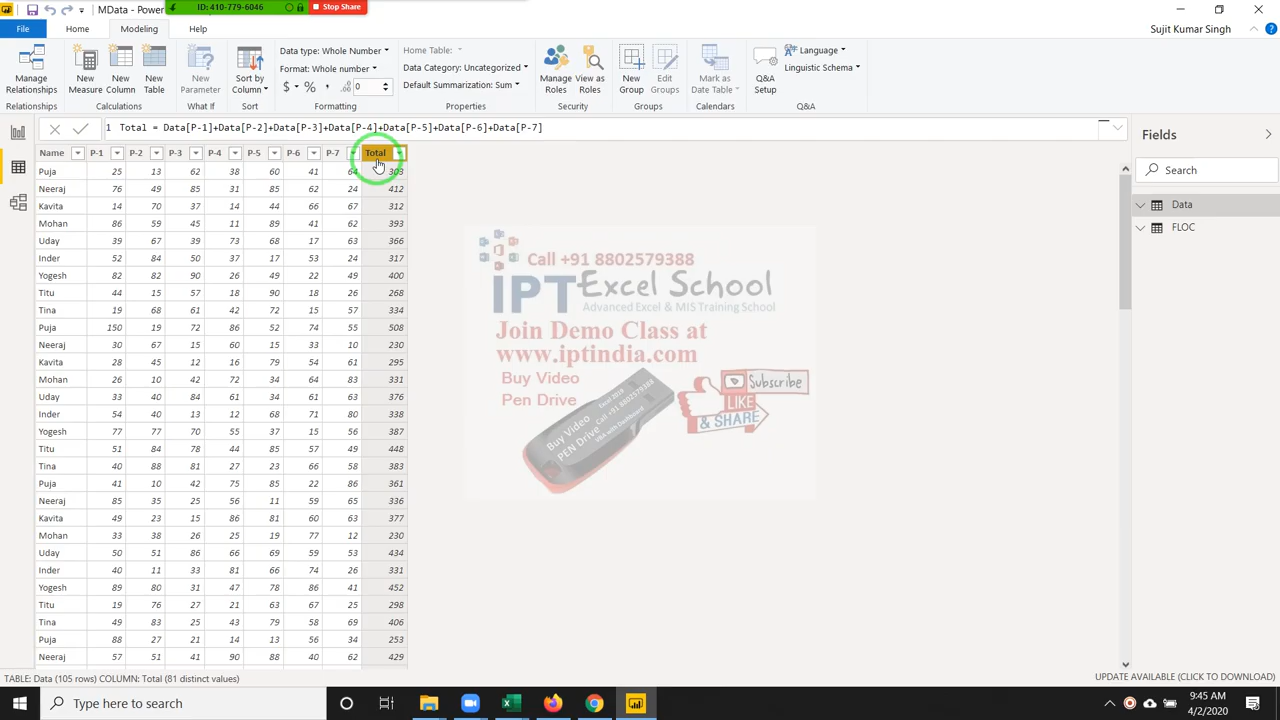 MData - Power
ID: 410-779-6046
Stop Share
File
Home
Modeling
Help
Sujit Kumar Singh
Manage Relationships
New Measure
New Column
New Table
New Parameter
Sort by Column
Data type: Whole Number
Format: Whole number
$ % , .00 0
Home Table:
Data Category: Uncategorized
Default Summarization: Sum
Manage Roles
View as Roles
New Group
Edit Groups
Mark as Date Table
Q&A Setup
Language
Linguistic Schema
Relationships
Calculations
What If
Sort
Formatting
Properties
Security
Groups
Calendars
Q&A
1 Total = Data[P-1]+Data[P-2]+Data[P-3]+Data[P-4]+Data[P-5]+Data[P-6]+Data[P-7]
Name P-1 P-2 P-3 P-4 P-5 P-6 P-7 Total
Puja 25 13 62 38 60 41 64 303
Neeraj 76 49 85 31 85 62 24 412
Kavita 14 70 37 14 44 66 67 312
Mohan 86 59 45 11 89 41 62 393
Uday 39 67 39 73 68 17 63 366
Inder 52 84 50 37 17 53 24 317
Yogesh 82 82 90 26 49 22 49 400
Titu 44 15 57 18 90 18 26 268
Tina 19 68 61 42 72 15 57 334
Puja 150 19 72 86 52 74 55 508
Neeraj 30 67 15 60 15 33 10 230
Kavita 28 45 12 16 79 54 61 295
Mohan 26 10 42 72 34 64 83 331
Uday 33 40 84 61 34 61 63 376
Inder 54 40 13 12 68 71 80 338
Yogesh 77 77 70 55 37 15 56 387
Titu 51 84 78 44 85 57 49 448
Tina 40 88 81 27 23 66 58 383
Puja 41 10 42 75 85 22 86 361
Neeraj 85 35 25 56 11 59 65 336
Kavita 49 23 15 86 81 60 63 377
Mohan 33 38 26 25 19 77 12 230
Uday 50 51 86 66 69 59 53 434
Inder 40 11 33 81 66 74 26 331
Yogesh 89 80 31 47 78 86 41 452
Titu 19 76 27 21 63 67 25 298
Tina 49 83 25 43 79 58 69 406
Puja 88 27 21 14 13 56 34 253
Neeraj 57 51 41 90 88 40 62 429
Call +91 8802579388
IPT Excel School
Advanced Excel & MIS Training School
Join Demo Class at
www.iptindia.com
Buy Video
Pen Drive
Buy Video
PEN Drive
Call +91 8802579388
Subscribe
LIKE
& SHARE
Fields
Search
Data
FLOC
TABLE: Data (105 rows) COLUMN: Total (81 distinct values)
UPDATE AVAILABLE (CLICK TO DOWNLOAD)
Type here to search
9:45 AM
4/2/2020